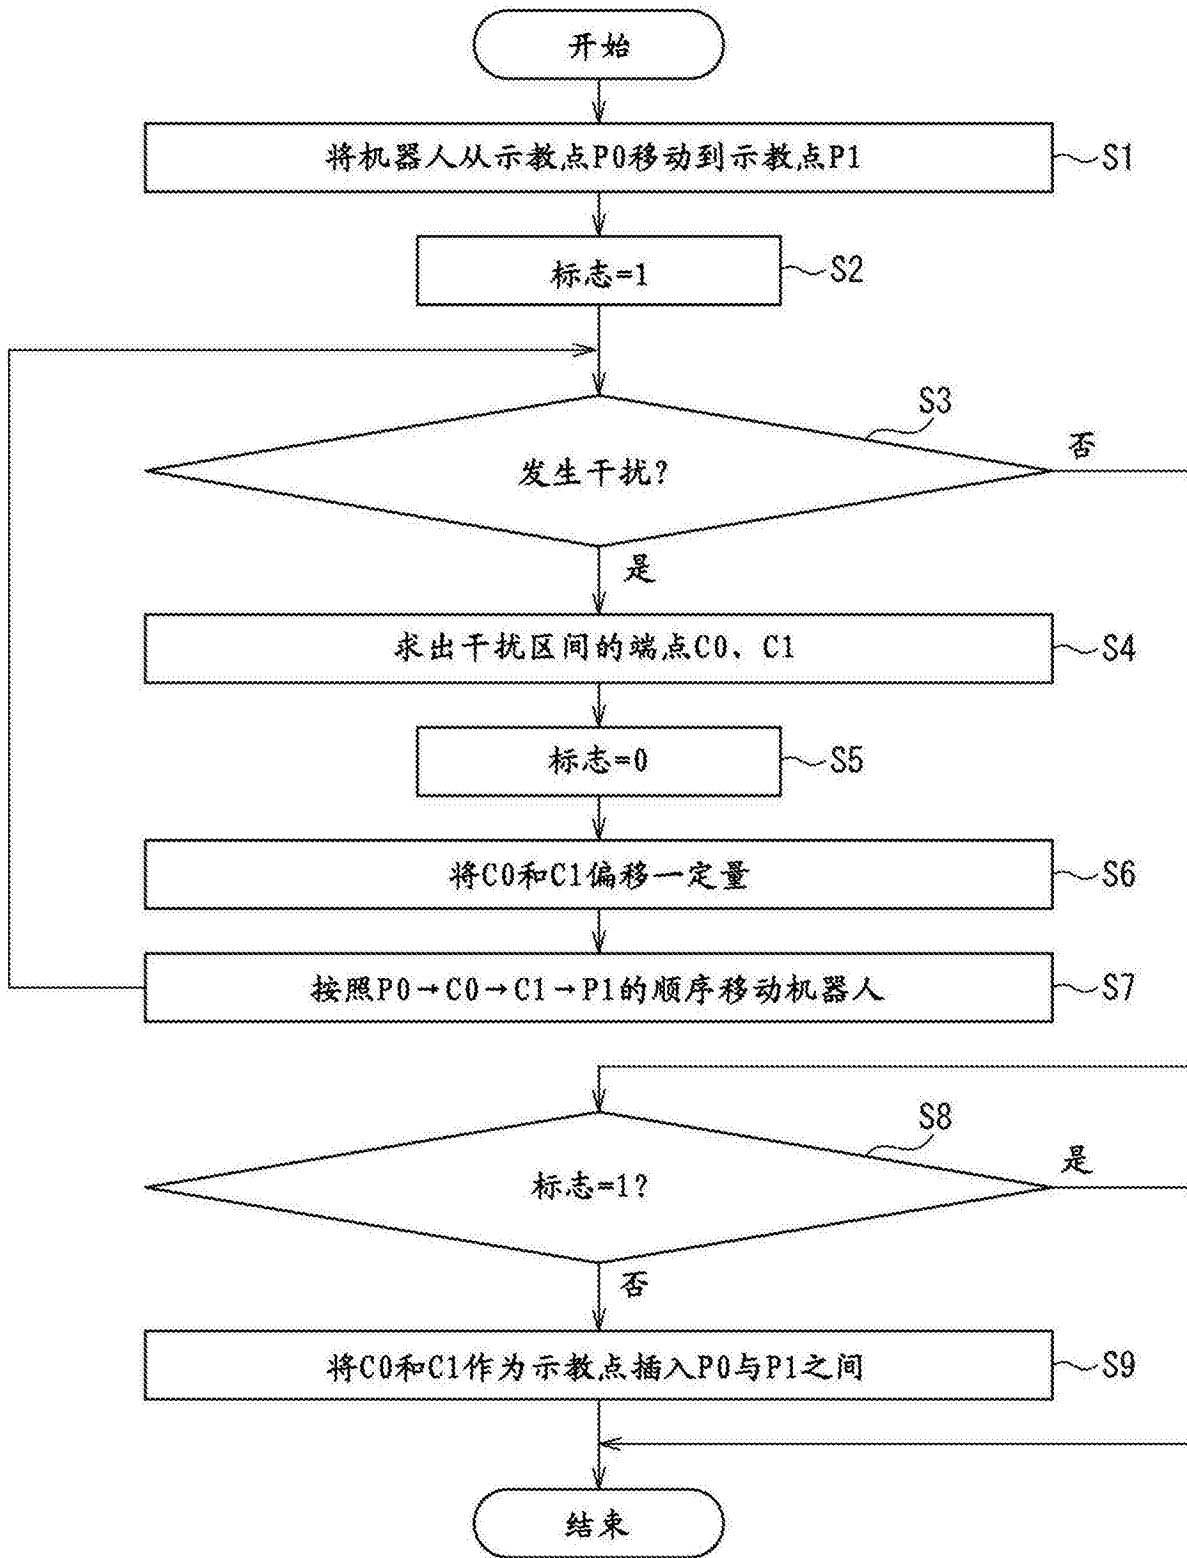 开始
将机器人从示教点P0移动到示教点P1
S1
标志=1
S2
S3
发生干扰?
否
是
求出干扰区间的端点C0、C1
S4
标志=0
S5
将C0和C1偏移一定量
S6
按照P0→C0→C1→P1的顺序移动机器人
S7
S8
标志=1?
是
否
将C0和C1作为示教点插入P0与P1之间
S9
结束